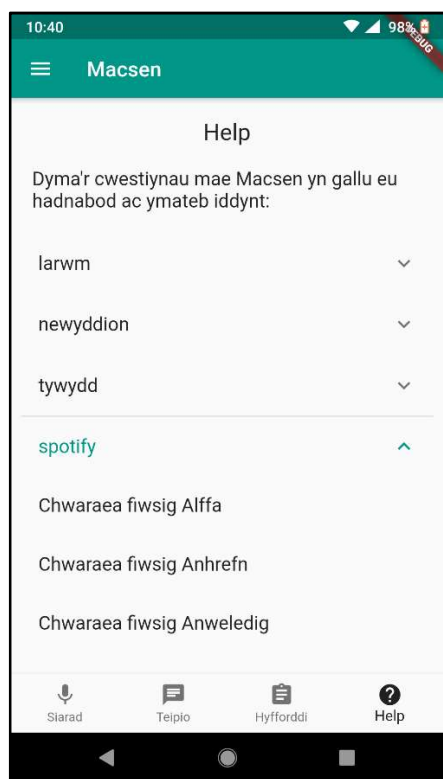 10:40
98%
DEBUG
Macsen
Help
Dyma'r cwestiynau mae Macsen yn gallu eu
hadnabod ac ymateb iddynt:
larwm
newyddion
tywydd
spotify
Chwaraea fiwsig Alffa
Chwaraea fiwsig Anhrefn
Chwaraea fiwsig Anweledig
Siarad
Teipio
Hyfforddi
Help